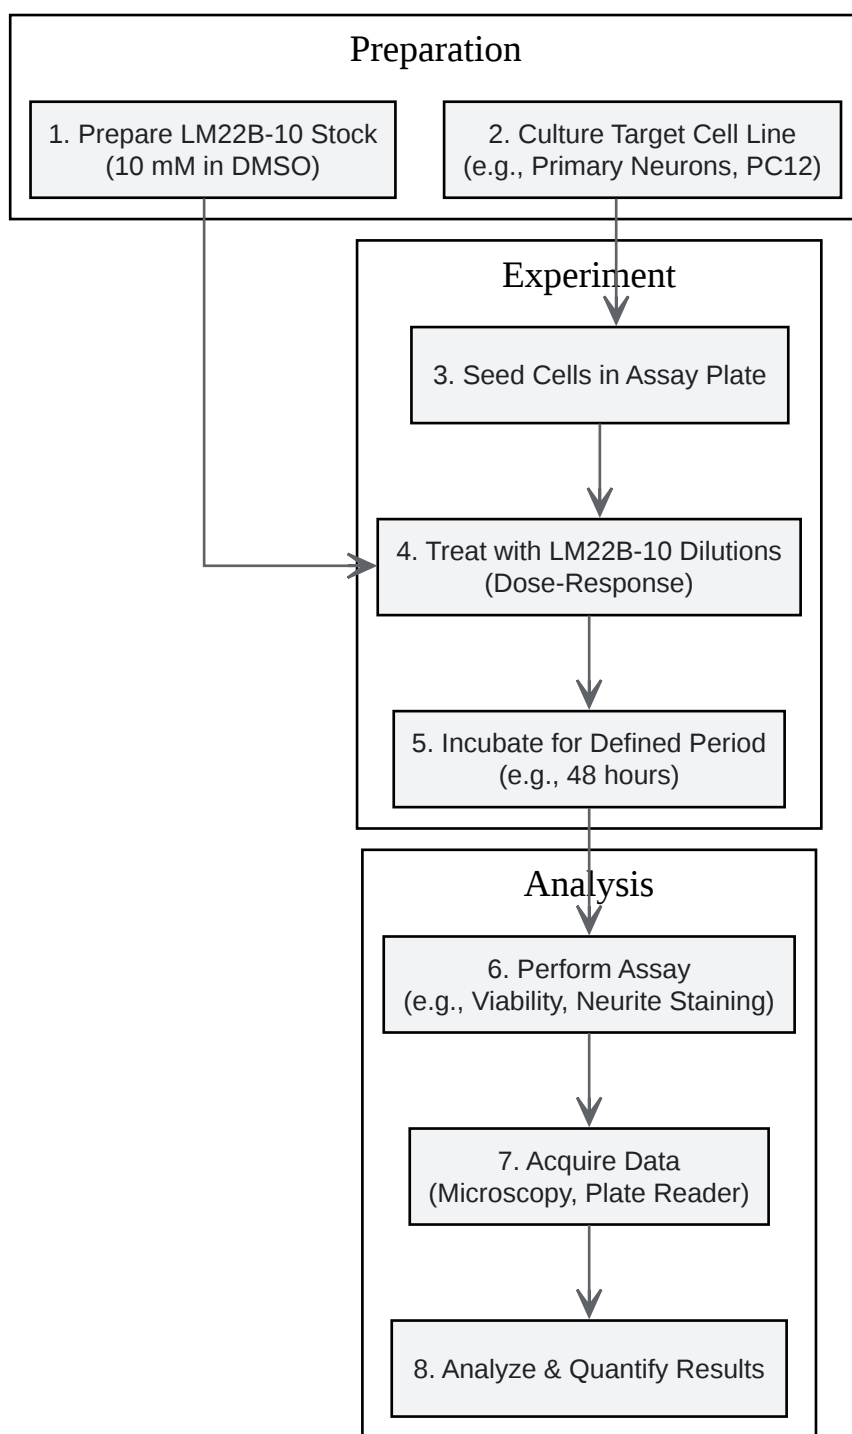 Preparation
1. Prepare LM22B-10 Stock
(10 mM in DMSO)
2. Culture Target Cell Line
(e.g., Primary Neurons, PC12)
Experiment
3. Seed Cells in Assay Plate
4. Treat with LM22B-10 Dilutions
(Dose-Response)
5. Incubate for Defined Period
(e.g., 48 hours)
Analysis
6. Perform Assay
(e.g., Viability, Neurite Staining)
7. Acquire Data
(Microscopy, Plate Reader)
8. Analyze & Quantify Results